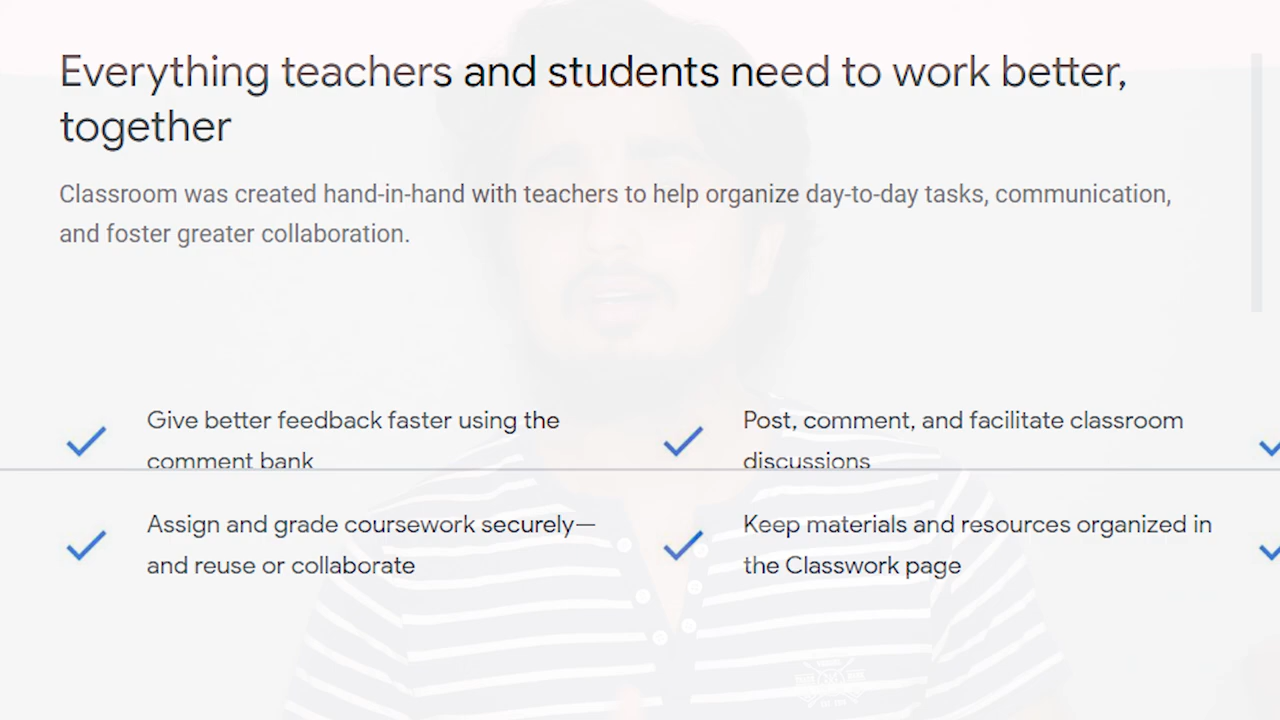 Everything teachers and students need to work better,
together
Classroom was created hand-in-hand with teachers to help organize day-to-day tasks, communication,
and foster greater collaboration.
Give better feedback faster using the
comment bank
Post, comment, and facilitate classroom
discussions
Assign and grade coursework securely—
and reuse or collaborate
Keep materials and resources organized in
the Classwork page